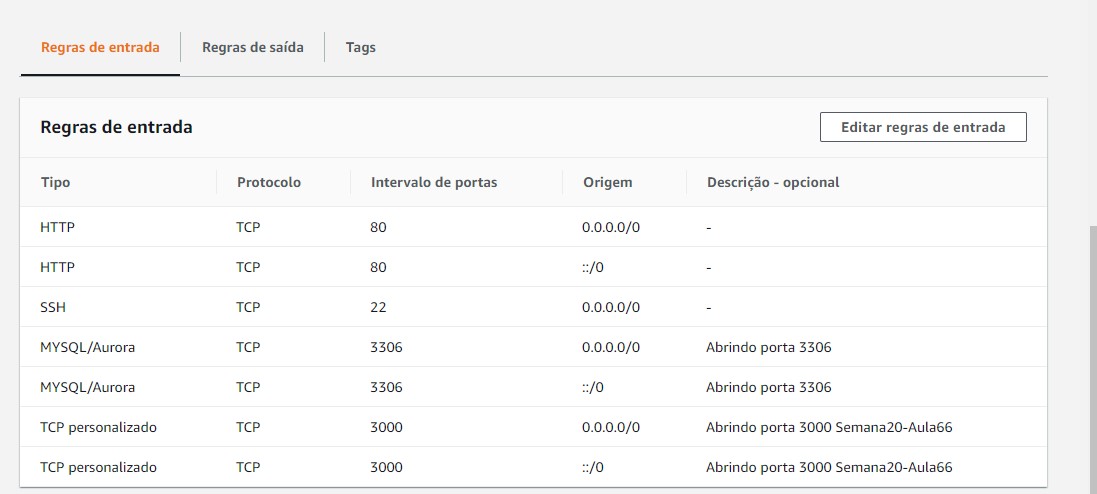 Regras de entrada Regras de saída Tags
Regras de entrada Editar regras de entrada
Tipo Protocolo Intervalo de portas Origem Descrição - opcional
HTTP TCP 80 0.0.0.0/0 -
HTTP TCP 80 ::/0 -
SSH TCP 22 0.0.0.0/0 -
MYSQL/Aurora TCP 3306 0.0.0.0/0 Abrindo porta 3306
MYSQL/Aurora TCP 3306 ::/0 Abrindo porta 3306
TCP personalizado TCP 3000 0.0.0.0/0 Abrindo porta 3000 Semana20-Aula66
TCP personalizado TCP 3000 ::/0 Abrindo porta 3000 Semana20-Aula66